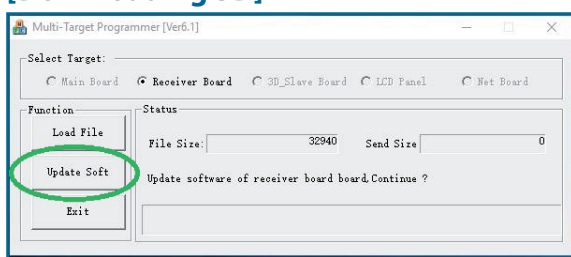 Multi-Target Programmer [Ver6.1]
Select Target:
Main Board Receiver Board 3D_Slave Board LCD Panel Net Board
Function
Status
Load File
File Size: 32940 Send Size 0
Update Soft
Update software of receiver board board,Continue ?
Exit